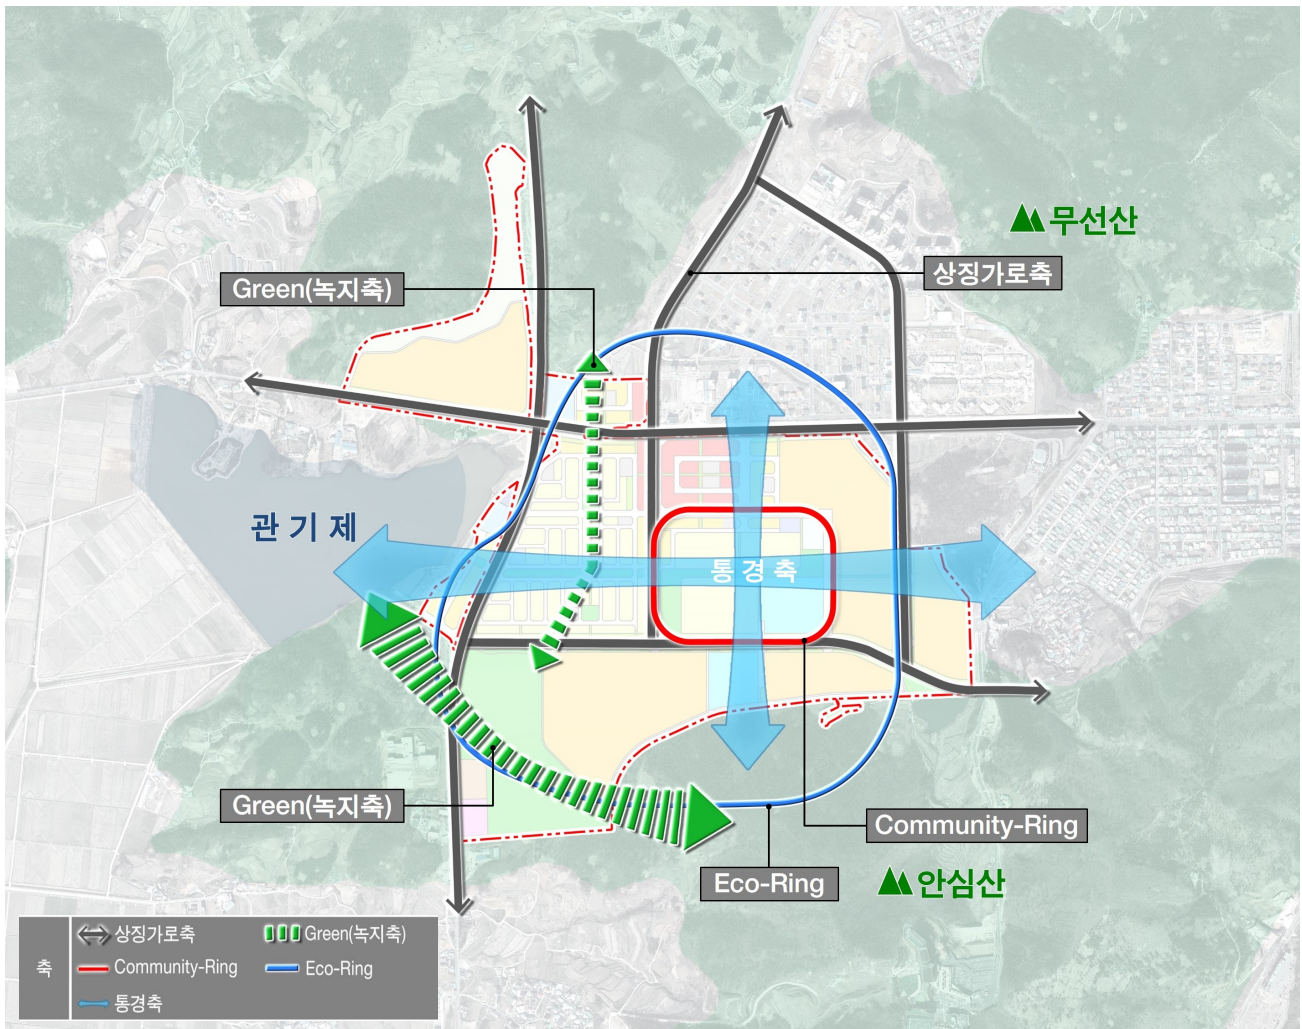 무선산
상징가로축
Green(녹지축)
관기제
통경축
Green(녹지축)
Community-Ring
Eco-Ring
안심산
축
상징가로축
Green(녹지축)
Community-Ring
Eco-Ring
통경축